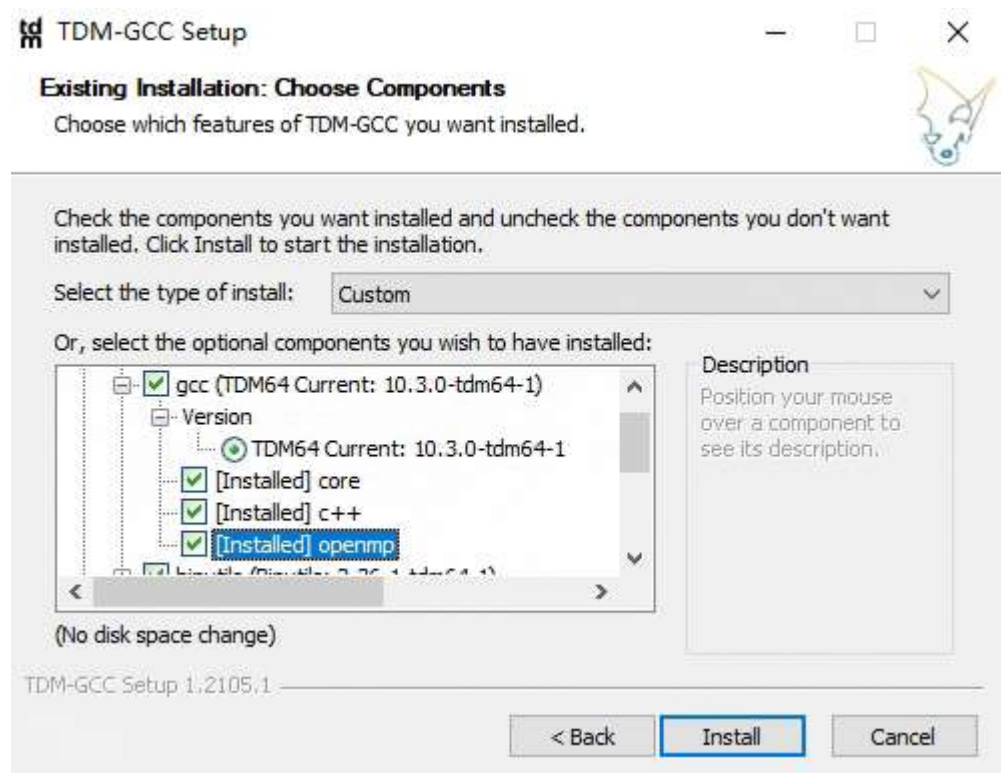 tdm TDM-GCC Setup
Existing Installation: Choose Components
Choose which features of TDM-GCC you want installed.
Check the components you want installed and uncheck the components you don't want
installed. Click Install to start the installation.
Select the type of install: Custom
Or, select the optional components you wish to have installed:
gcc (TDM64 Current: 10.3.0-tdm64-1)
Version
TDM64 Current: 10.3.0-tdm64-1
[Installed] core
[Installed] c++
[Installed] openmp
Description
Position your mouse
over a component to
see its description.
(No disk space change)
TDM-GCC Setup 1.2105.1
< Back Install Cancel